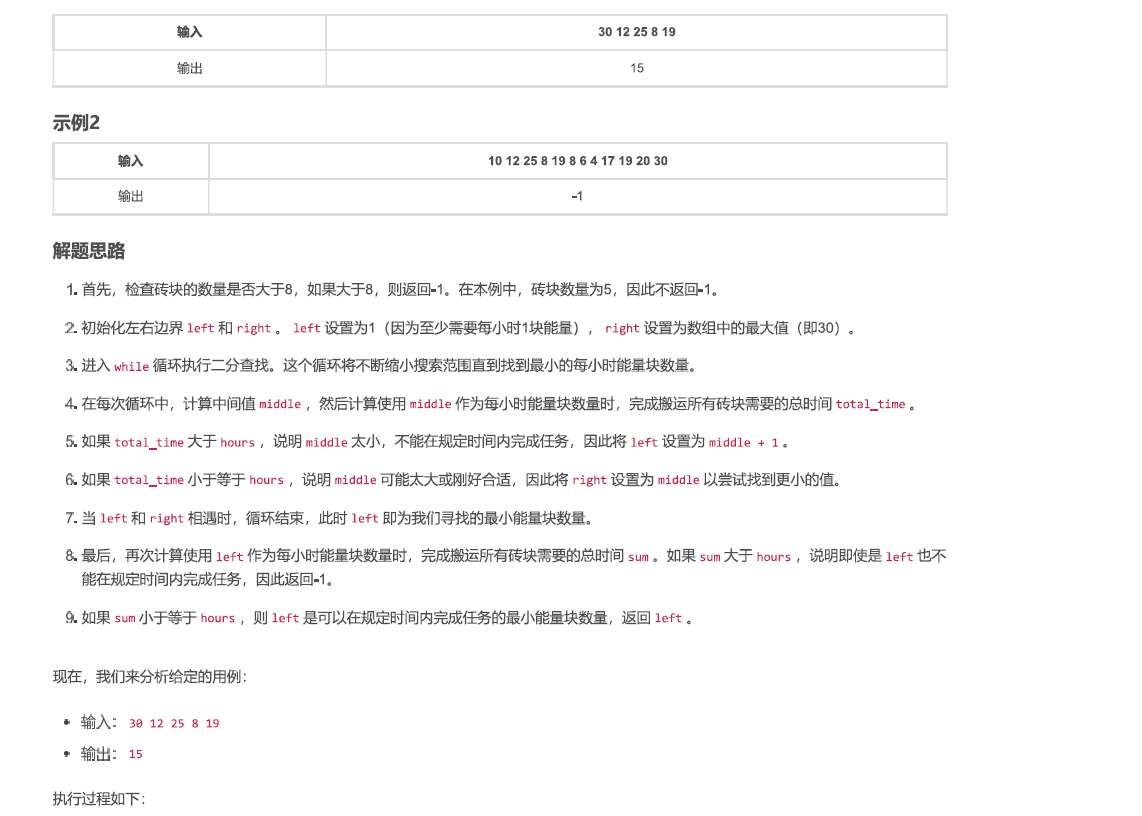 输入 30 12 25 8 19
输出 15
示例2
输入 10 12 25 8 19 8 6 4 17 19 20 30
输出 -1
解题思路
1. 首先，检查砖块的数量是否大于8，如果大于8，则返回-1。在本例中，砖块数量为5，因此不返回-1。
2. 初始化左右边界 left 和 right 。 left 设置为1（因为至少需要每小时1块能量）， right 设置为数组中的最大值（即30）。
3. 进入 while 循环执行二分查找。这个循环将不断缩小搜索范围直到找到最小的每小时能量块数量。
4. 在每次循环中，计算中间值 middle ，然后计算使用 middle 作为每小时能量块数量时，完成搬运所有砖块需要的总时间 total_time 。
5. 如果 total_time 大于 hours ，说明 middle 太小，不能在规定时间内完成任务，因此将 left 设置为 middle + 1 。
6. 如果 total_time 小于等于 hours ，说明 middle 可能太大或刚好合适，因此将 right 设置为 middle 以尝试找到更小的值。
7. 当 left 和 right 相遇时，循环结束，此时 left 即为我们寻找的最小能量块数量。
8. 最后，再次计算使用 left 作为每小时能量块数量时，完成搬运所有砖块需要的总时间 sum 。如果 sum 大于 hours ，说明即使是 left 也不
能在规定时间内完成任务，因此返回-1。
9. 如果 sum 小于等于 hours ，则 left 是可以在规定时间内完成任务的最小能量块数量，返回 left 。
现在，我们来分析给定的用例：
• 输入： 30 12 25 8 19
• 输出： 15
执行过程如下：